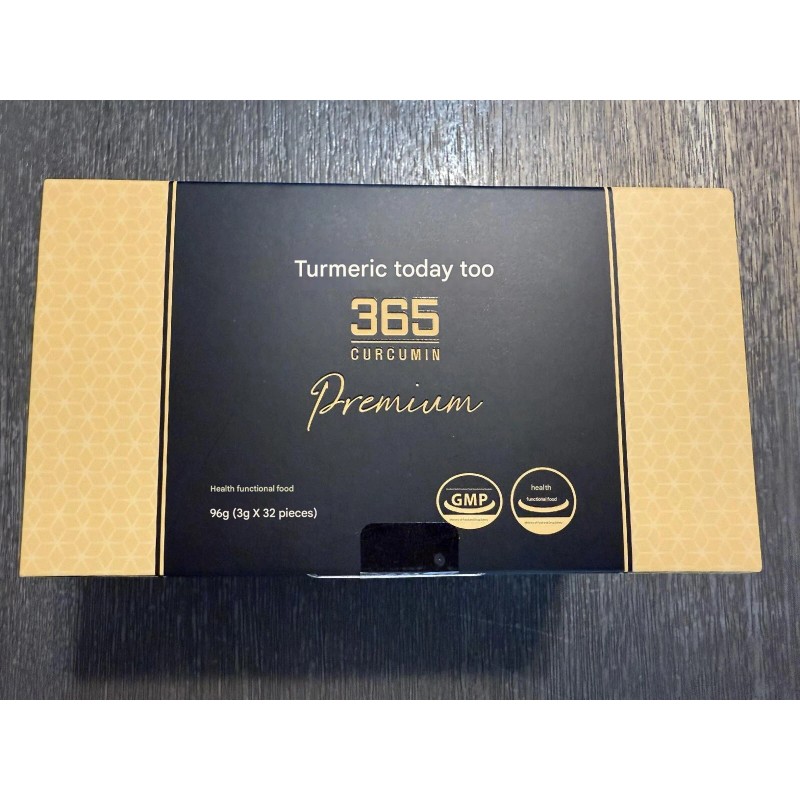 Turmeric today too
365
CURCUMIN
Premium
Health functional food
96g (3g X 32 pieces)
GMP
health
functional food